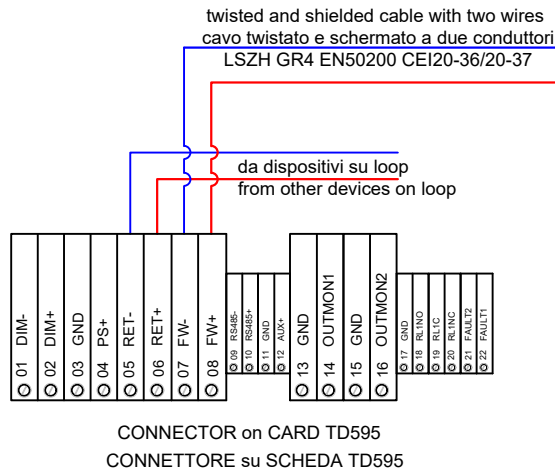 twisted and shielded cable with two wires
cavo twistato e schermato a due conduttori
LSZH GR4 EN50200 CEI20-36/20-37
da dispositivi su loop
from other devices on loop
01 DIM-
02 DIM+
03 GND
04 PS+
05 RET-
06 RET+
07 FW-
08 FW+
09 RS485-
10 RS485+
11 GND
12 AUX+
13 GND
14 OUTMON1
15 GND
16 OUTMON2
17 GND
18 RL1NO
19 RL1C
20 RL1NC
21 FAULT2
22 FAULT1
CONNECTOR on CARD TD595
CONNETTORE su SCHEDA TD595